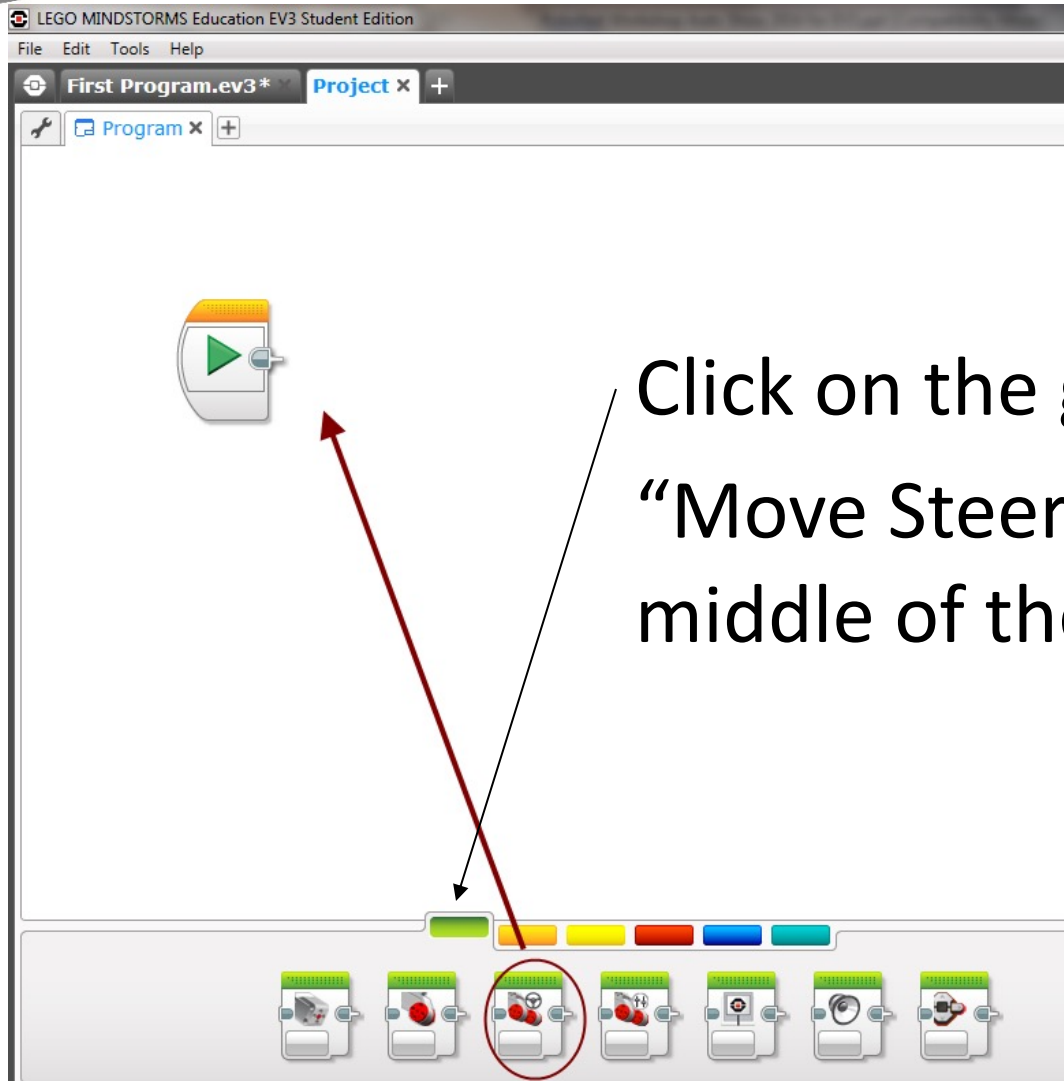 LEGO MINDSTORMS Education EV3 Student Edition
File Edit Tools Help
First Program.ev3* Project × +
Program × +
Click on the
“Move Steer
middle of the